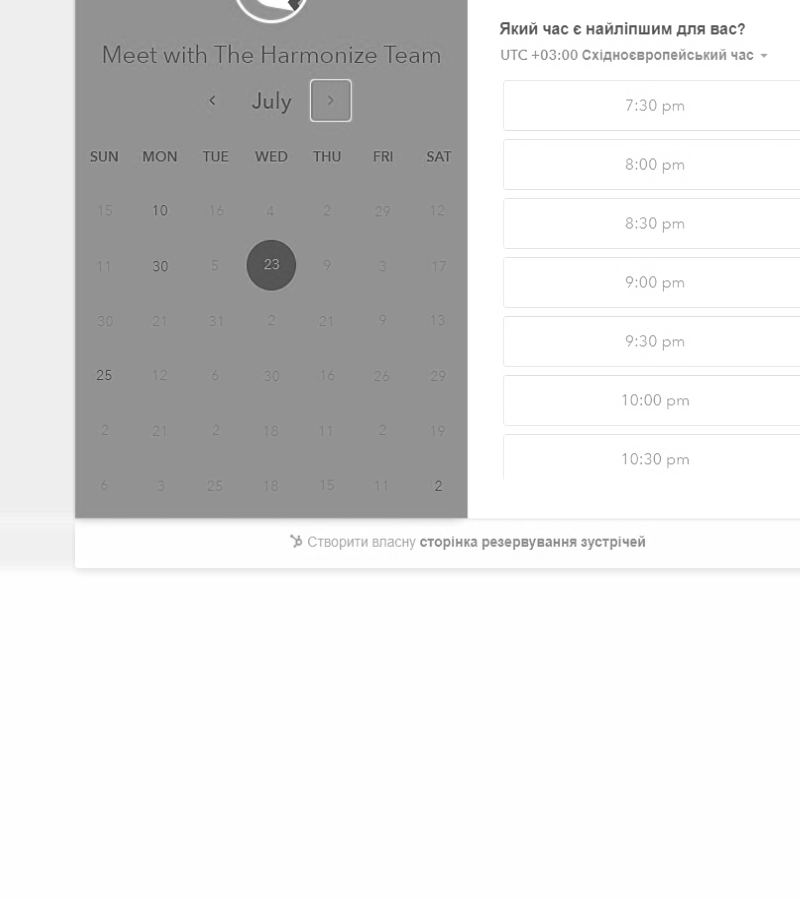 Meet with The Harmonize Team
July
SUN MON TUE WED THU FRI SAT
15 10 16 4 2 29 12
11 30 5 23 9 3 17
30 21 31 2 21 9 13
25 12 6 30 16 26 29
2 21 2 18 11 2 19
6 3 25 18 15 11 2
Який час є найліпшим для вас?
UTC +03:00 Східноєвропейський час
7:30 pm
8:00 pm
8:30 pm
9:00 pm
9:30 pm
10:00 pm
10:30 pm
Створити власну сторінка резервування зустрічей